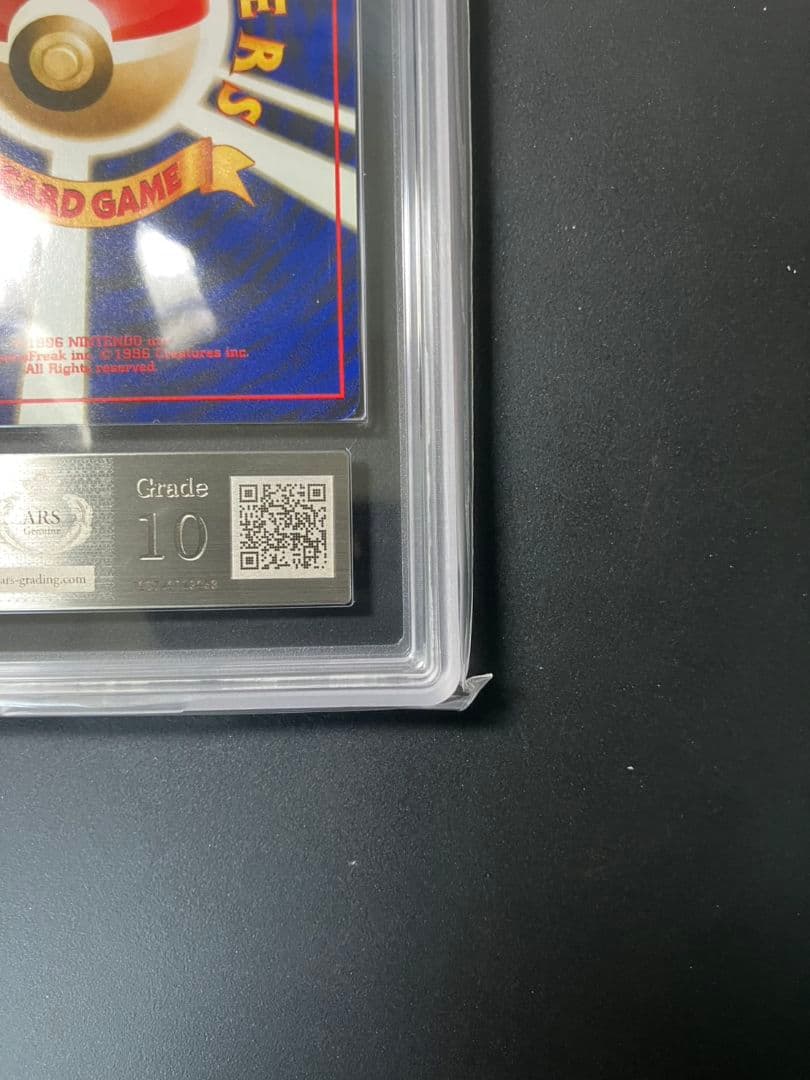 ERS
CARD GAME
©1996 NINTENDO inc.
Freak inc. ©1996 Creatures inc.
All Rights reserved.
Grade
ARS
Genuine
10
ars-grading.com